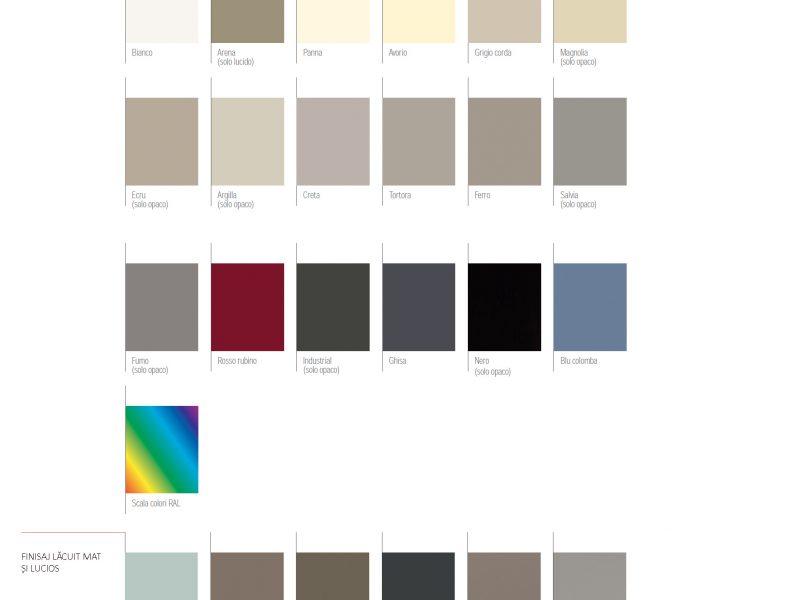 Bianco
Arena
(solo lucido)
Panna
Avorio
Grigio corda
Magnolia
(solo opaco)
Ecru
(solo opaco)
Argilla
(solo opaco)
Creta
Tortora
Ferro
Salvia
(solo opaco)
Fumo
(solo opaco)
Rosso rubino
Industrial
(solo opaco)
Ghisa
Nero
(solo opaco)
Blu colomba
Scala colori RAL
FINISAJ LĂCUIT MAT
ȘI LUCIOS